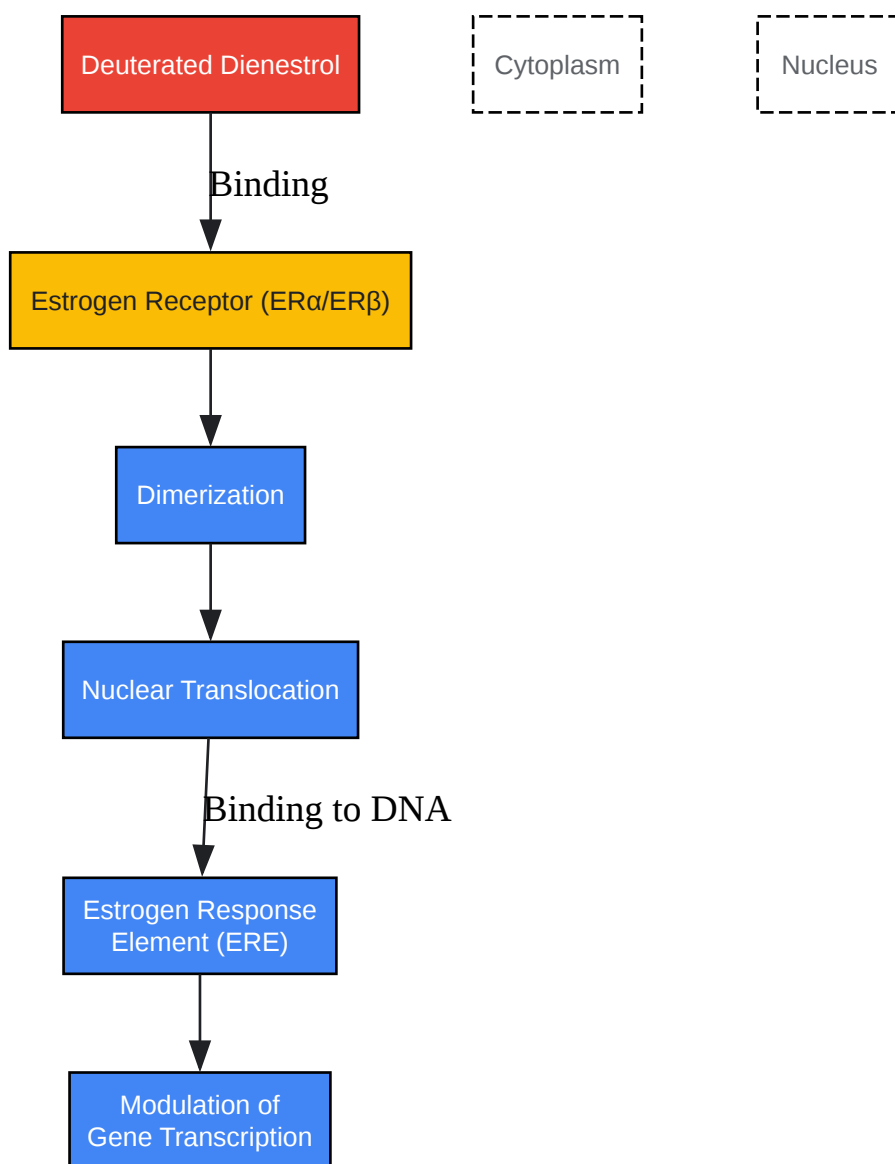 Deuterated Dienestrol
Cytoplasm
Nucleus
Binding
Estrogen Receptor (ERα/ERβ)
Dimerization
Nuclear Translocation
Binding to DNA
Estrogen Response
Element (ERE)
Modulation of
Gene Transcription